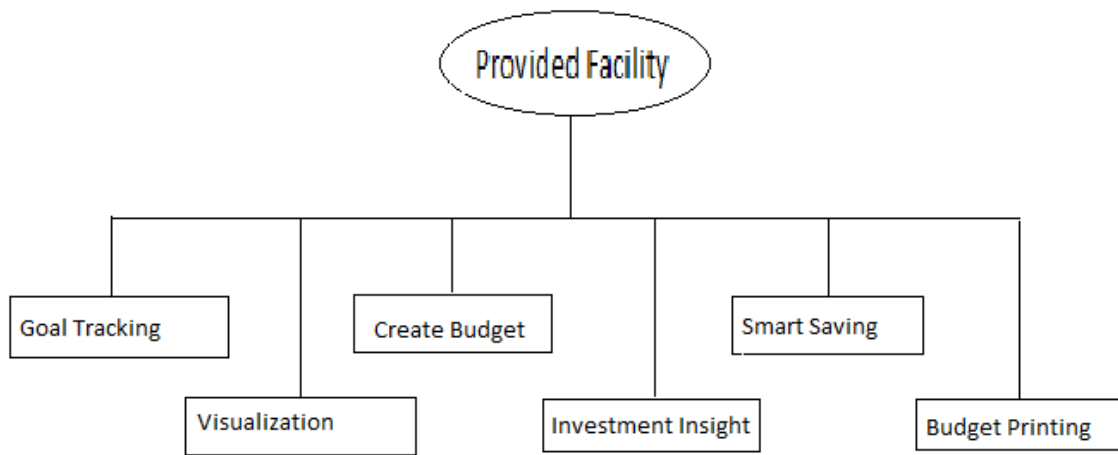 Provided Facility
Goal Tracking
Create Budget
Smart Saving
Visualization
Investment Insight
Budget Printing